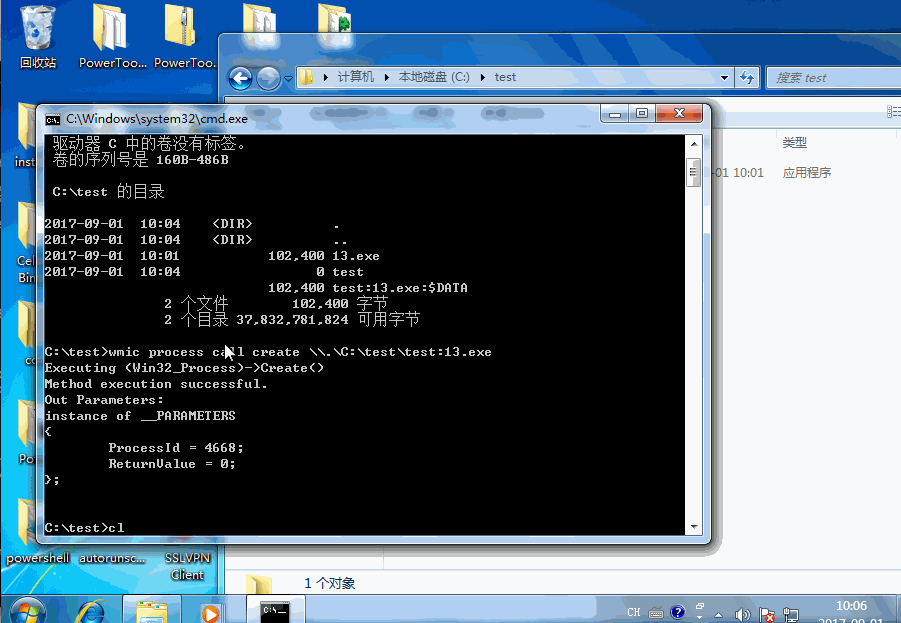 回收站
PowerToo...
PowerToo...
计算机
本地磁盘 (C:)
test
搜索 test
C:\Windows\system32\cmd.exe
类型
-01 10:01
应用程序
驱动器 C 中的卷没有标签。
卷的序列号是 160B-486B
C:\test 的目录
2017-09-01  10:04    <DIR>          .
2017-09-01  10:04    <DIR>          ..
2017-09-01  10:01           102,400 13.exe
2017-09-01  10:04                 0 test
102,400 test:13.exe:$DATA
2 个文件        102,400 字节
2 个目录 37,832,781,824 可用字节
C:\test>wmic process call create \\.\C:\test\test:13.exe
Executing (Win32_Process)->Create()
Method execution successful.
Out Parameters:
instance of __PARAMETERS
{
ProcessId = 4668;
ReturnValue = 0;
};
C:\test>cl
inst
Cel
Bin
co
Po
powershell
autorunsc...
SSLVPN
Client
1 个对象
CH
10:06
2017-09-01